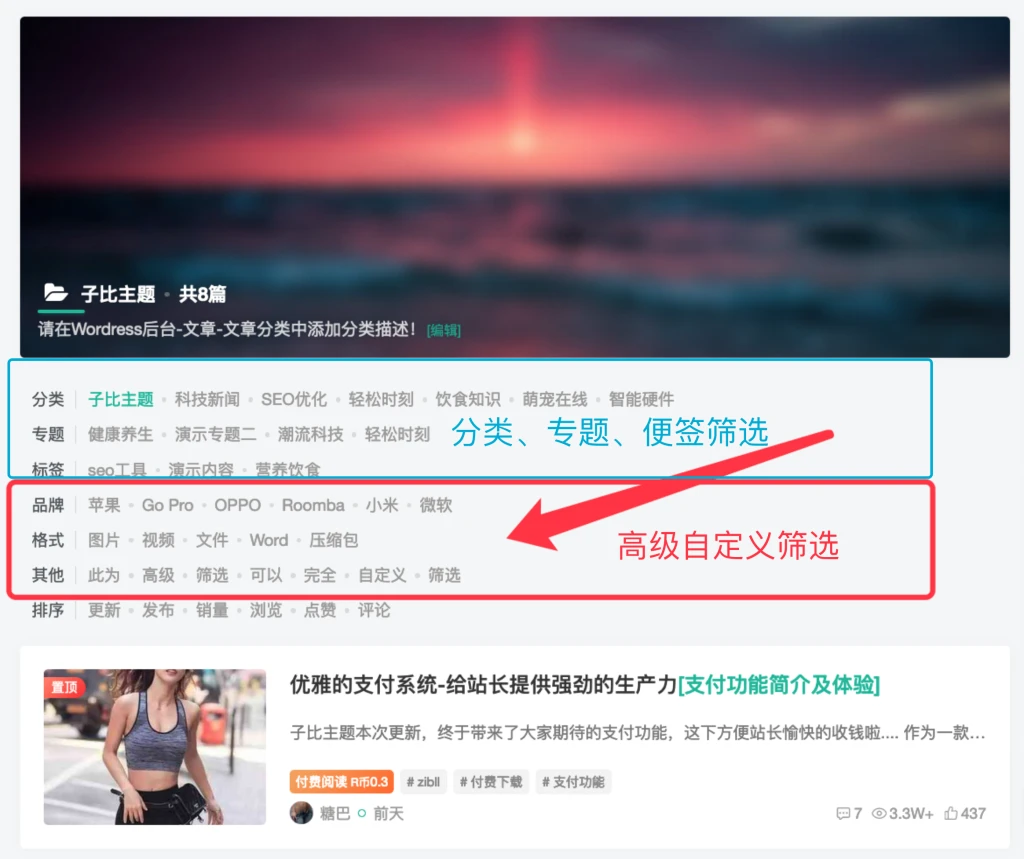 子比主题 · 共8篇
请在Wordress后台-文章-文章分类中添加分类描述！ [编辑]
分类 子比主题 · 科技新闻 · SEO优化 · 轻松时刻 · 饮食知识 · 萌宠在线 · 智能硬件
专题 健康养生 · 演示专题二 · 潮流科技 · 轻松时刻
分类、专题、便签筛选
标签 seo工具 · 演示内容 · 营养饮食
品牌 苹果 · Go Pro · OPPO · Roomba · 小米 · 微软
格式 图片 · 视频 · 文件 · Word · 压缩包
高级自定义筛选
其他 此为 · 高级 · 筛选 · 可以 · 完全 · 自定义 · 筛选
排序 更新 · 发布 · 销量 · 浏览 · 点赞 · 评论
置顶
优雅的支付系统-给站长提供强劲的生产力[支付功能简介及体验]
子比主题本次更新，终于带来了大家期待的支付功能，这下方便站长愉快的收钱啦.... 作为一款...
付费阅读 R币0.3 # zibll # 付费下载 # 支付功能
糖巴 前天 7 3.3W+ 437